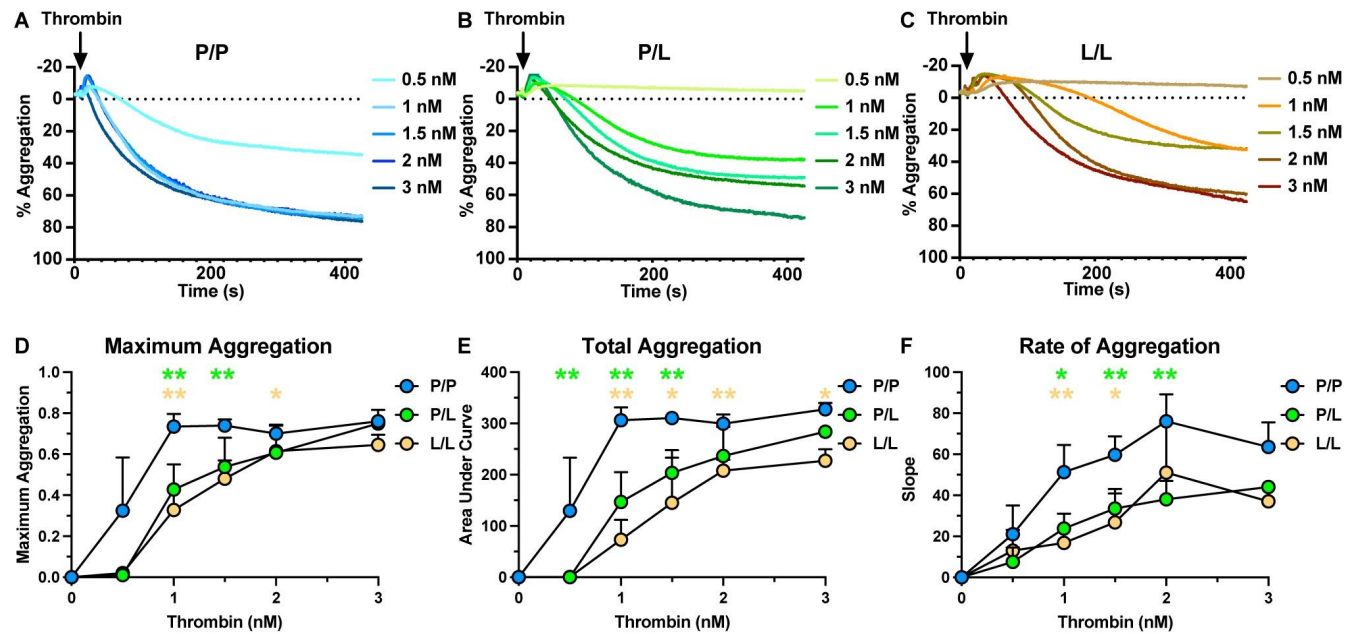 A Thrombin
P/P
-20
0
20
40
60
80
100
% Aggregation
0 200 400
Time (s)
0.5 nM
1 nM
1.5 nM
2 nM
3 nM
B Thrombin
P/L
-20
0
20
40
60
80
100
% Aggregation
0 200 400
Time (s)
0.5 nM
1 nM
1.5 nM
2 nM
3 nM
C Thrombin
L/L
-20
0
20
40
60
80
100
% Aggregation
0 200 400
Time (s)
0.5 nM
1 nM
1.5 nM
2 nM
3 nM
D Maximum Aggregation
** **
** *
1.0
0.8
0.6
0.4
0.2
0.0
Maximum Aggregation
0 1 2 3
Thrombin (nM)
P/P
P/L
L/L
E Total Aggregation
** ** **
** * ** *
400
300
200
100
0
Area Under Curve
0 1 2 3
Thrombin (nM)
P/P
P/L
L/L
F Rate of Aggregation
* ** **
** *
100
80
60
40
20
0
Slope
0 1 2 3
Thrombin (nM)
P/P
P/L
L/L